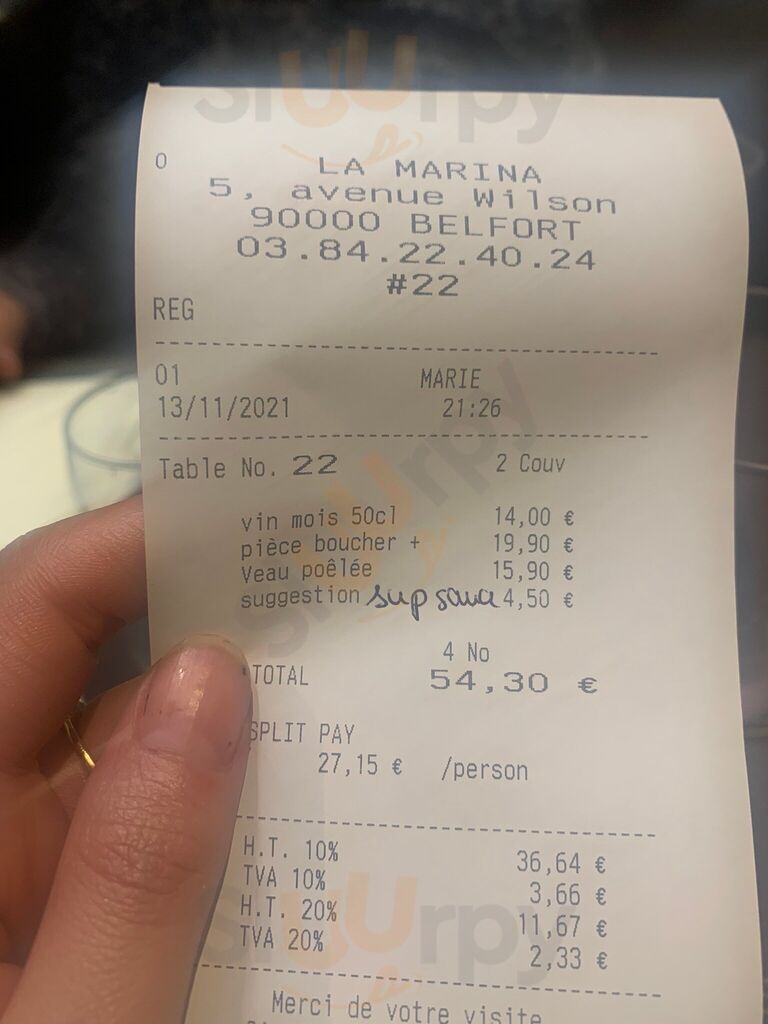 sluurpy
0
LA MARINA
5, avenue Wilson
90000 BELFORT
03.84.22.40.24
#22
REG
01 MARIE
13/11/2021 21:26
Table No. 22 2 Couv
vin mois 50cl 14,00 €
pièce boucher + 19,90 €
Veau poêlée 15,90 €
suggestion sup sauce 4,50 €
4 No
TOTAL 54,30 €
SPLIT PAY
27,15 € /person
H.T. 10% 36,64 €
TVA 10% 3,66 €
H.T. 20% 11,67 €
TVA 20% 2,33 €
Merci de votre visite